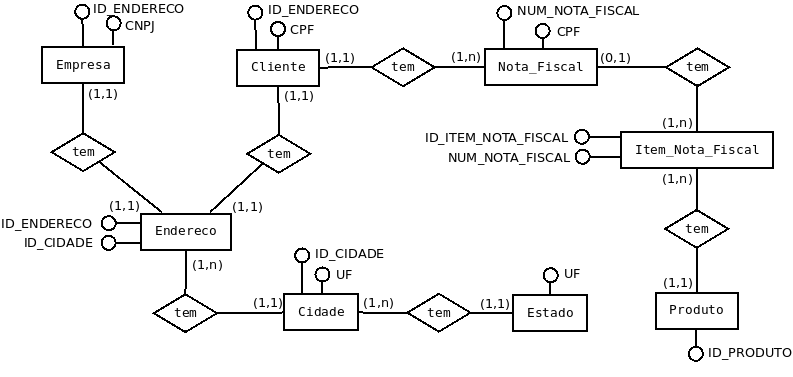 ID_ENDERECO
CNPJ
Empresa
(1,1)
tem
ID_ENDERECO
CPF
Cliente
(1,1)
(1,1)
tem
tem
(1,n)
NUM_NOTA_FISCAL
CPF
Nota_Fiscal
(0,1)
tem
(1,n)
ID_ITEM_NOTA_FISCAL
NUM_NOTA_FISCAL
Item_Nota_Fiscal
(1,n)
tem
(1,1)
Produto
ID_PRODUTO
(1,1)
(1,1)
ID_ENDERECO
ID_CIDADE
Endereco
(1,n)
tem
(1,1)
ID_CIDADE
UF
Cidade
(1,n)
tem
(1,1)
UF
Estado